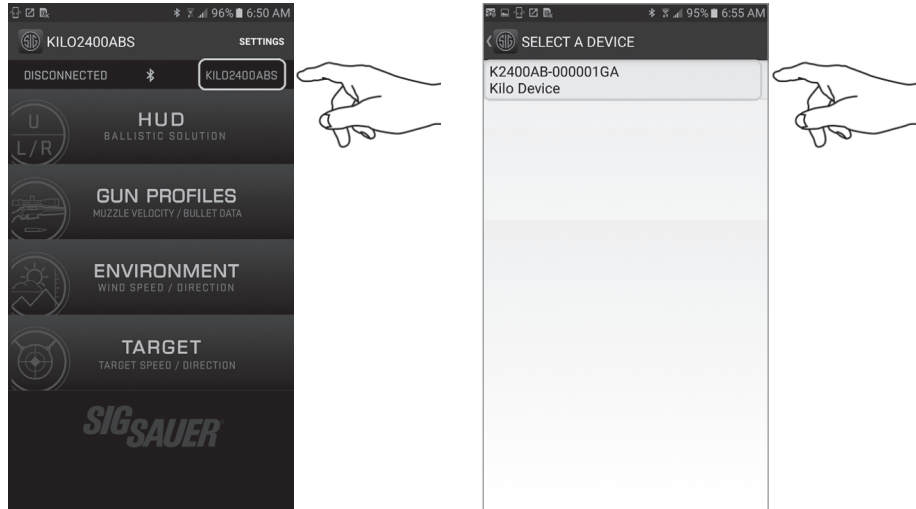 96% 6:50 AM
KILO2400ABS SETTINGS
DISCONNECTED KILO2400ABS
U
L/R
HUD
BALLISTIC SOLUTION
GUN PROFILES
MUZZLE VELOCITY / BULLET DATA
ENVIRONMENT
WIND SPEED / DIRECTION
TARGET
TARGET SPEED / DIRECTION
SIG SAUER
95% 6:55 AM
SIG SELECT A DEVICE
K2400AB-000001GA
Kilo Device